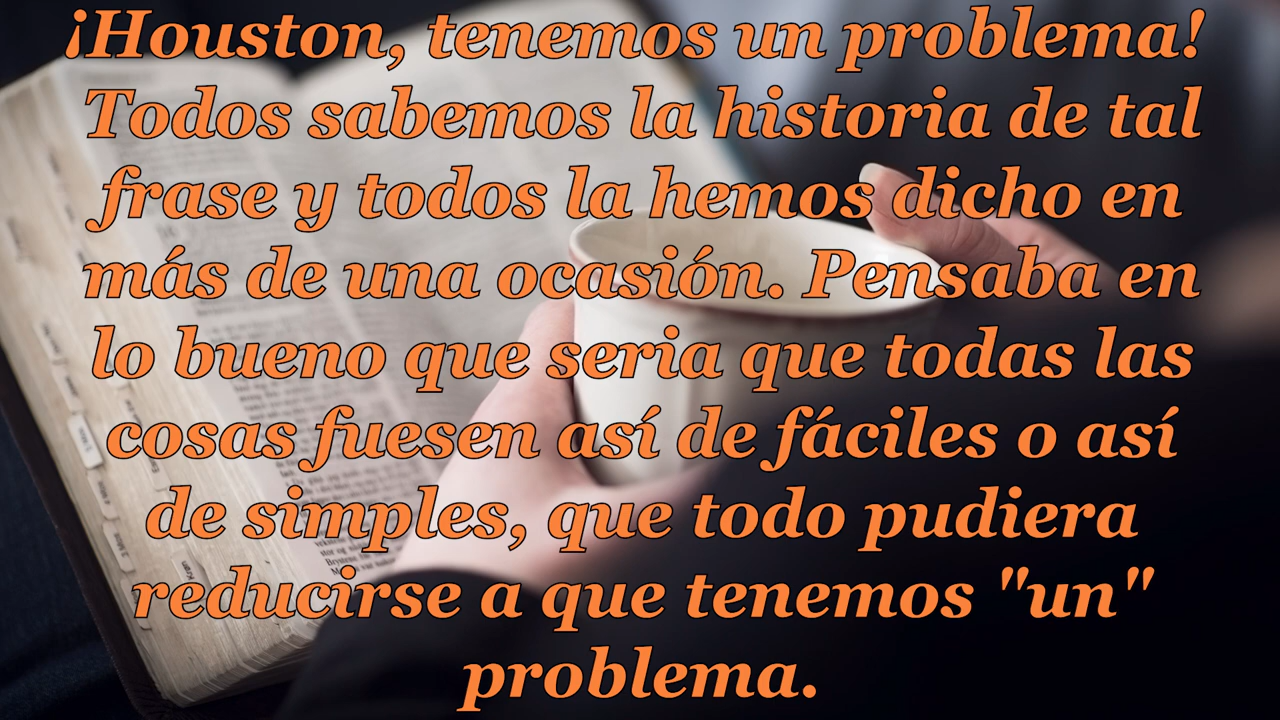 ¡Houston, tenemos un problema!
Todos sabemos la historia de tal
frase y todos la hemos dicho en
más de una ocasión. Pensaba en
lo bueno que seria que todas las
cosas fuesen así de fáciles o así
de simples, que todo pudiera
reducirse a que tenemos "un"
problema.